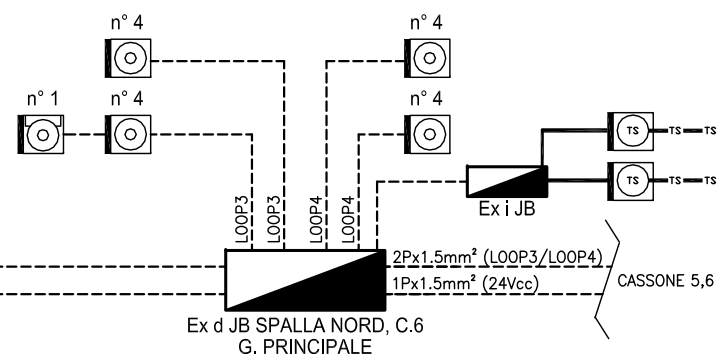 n° 4
n° 4
n° 1
n° 4
n° 4
TS
TS
TS
TS
TS
TS
Ex i JB
LOOP3
LOOP3
LOOP4
LOOP4
2Px1.5mm² (LOOP3/LOOP4)
1Px1.5mm² (24Vcc)
CASSONE 5,6
Ex d JB SPALLA NORD, C.6
G. PRINCIPALE